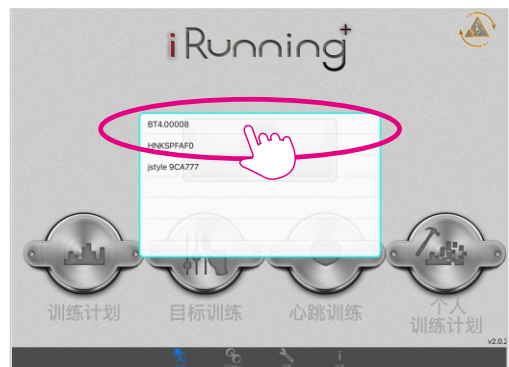 iRunning+
BT4.00008
HNKSPFAF0
jstyle 9CA777
训练计划
目标训练
心跳训练
个人
训练计划
v2.0.2